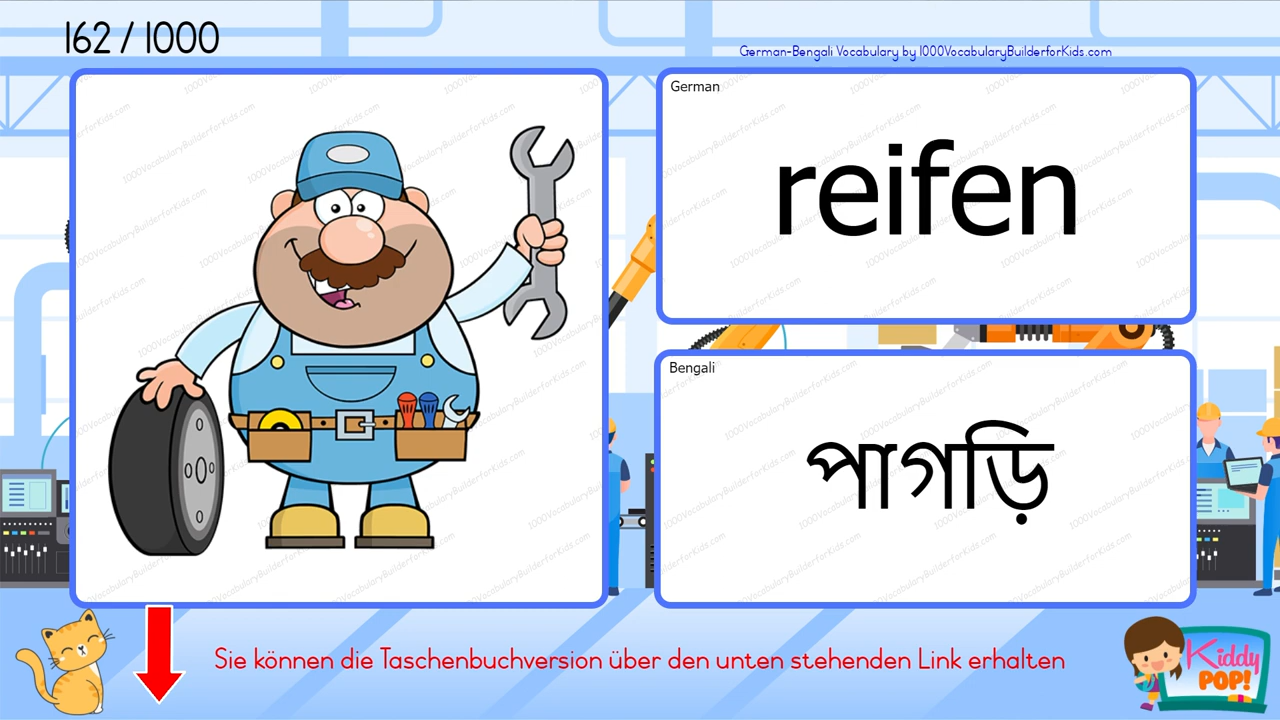 162 / 1000
German-Bengali Vocabulary by 1000VocabularyBuilderforKids.com
German
reifen
Bengali
পাগড়ি
Sie können die Taschenbuchversion über den unten stehenden Link erhalten
Kiddy
POP!